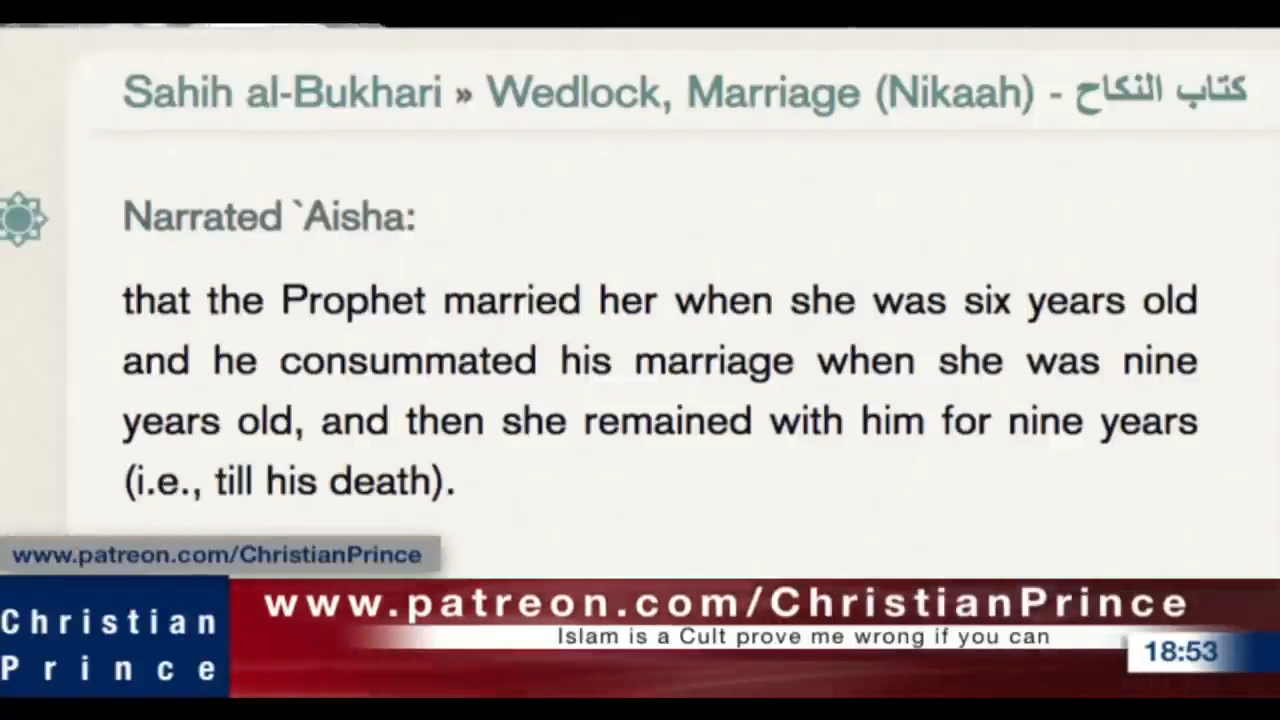 Sahih al-Bukhari » Wedlock, Marriage (Nikaah) - كتاب النكاح
Narrated `Aisha:
that the Prophet married her when she was six years old
and he consummated his marriage when she was nine
years old, and then she remained with him for nine years
(i.e., till his death).
www.patreon.com/ChristianPrince
Christian
Prince
www.patreon.com/ChristianPrince
Islam is a Cult prove me wrong if you can
18:53